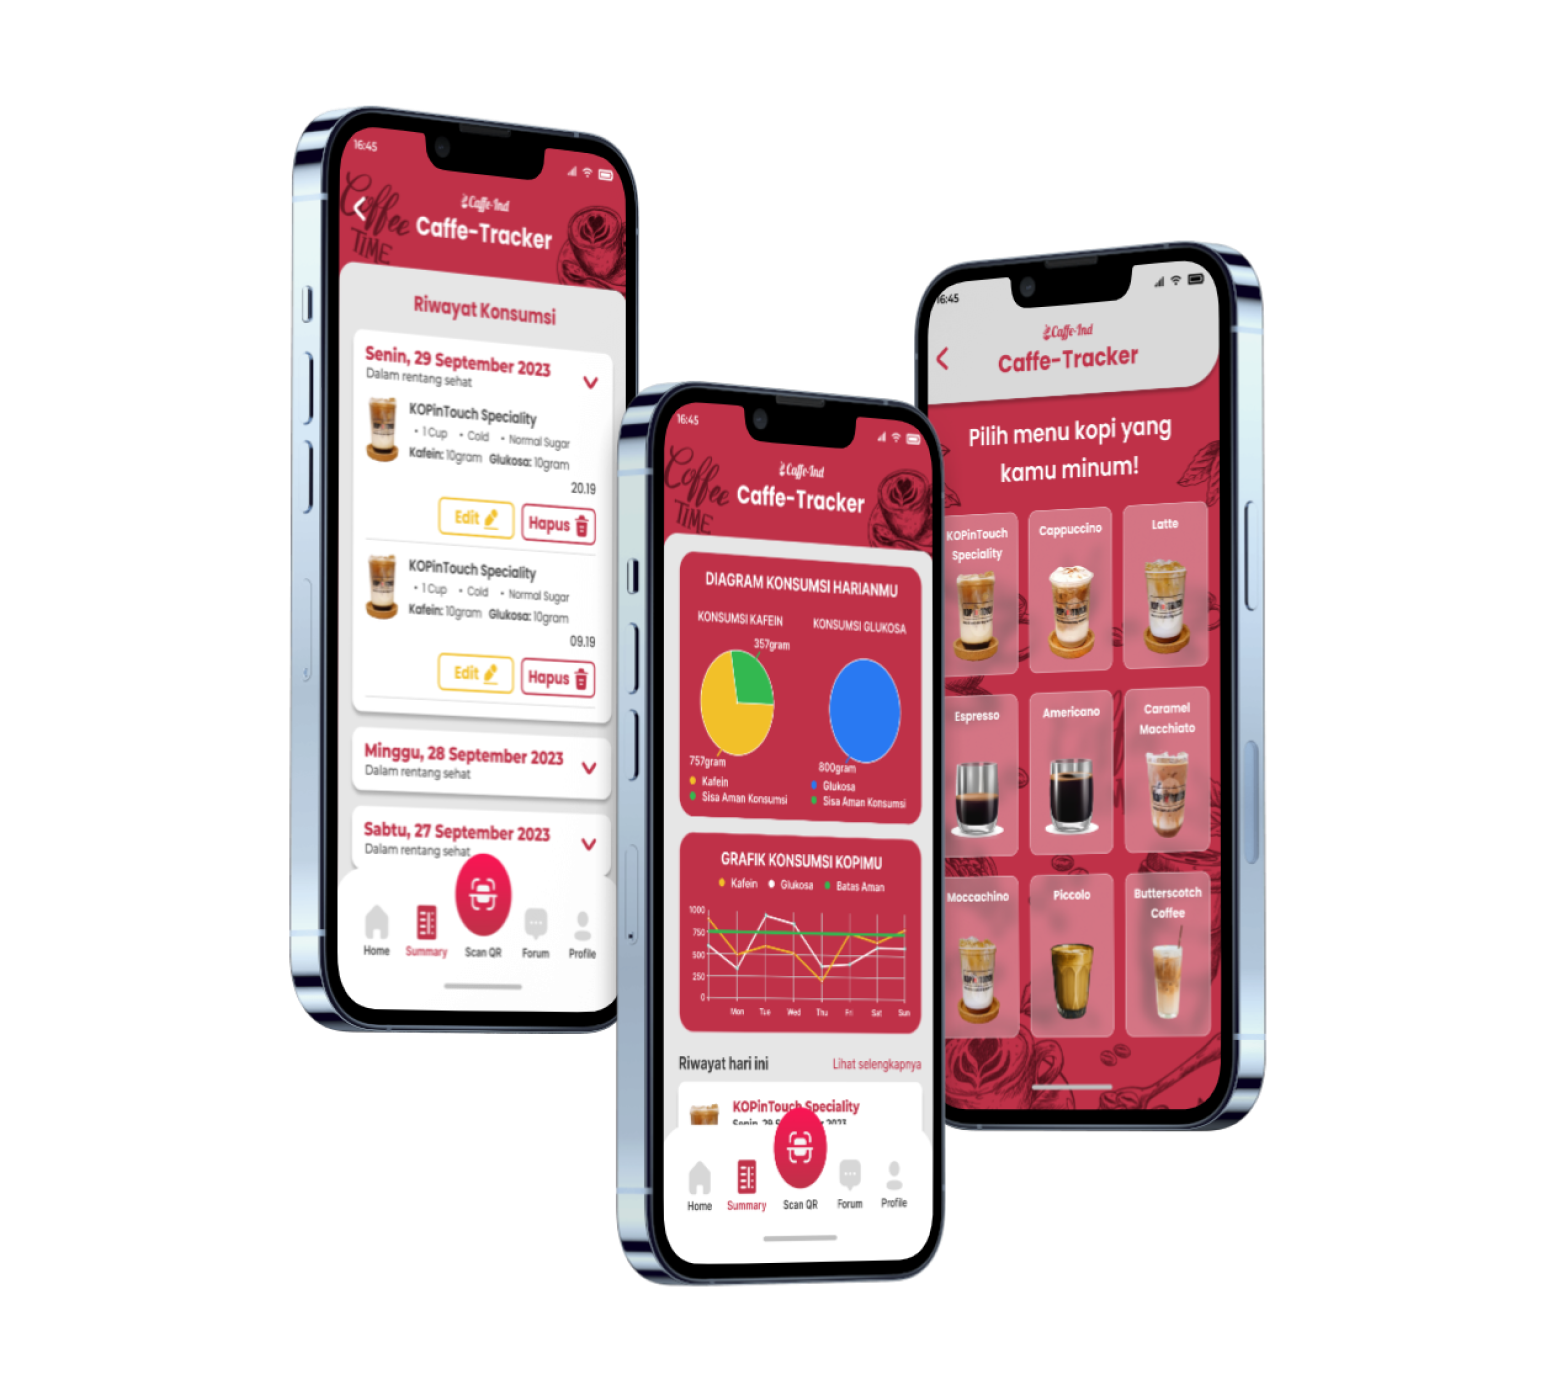 16:45
Coffee
TIME
Caffe-Ind
Caffe-Tracker
Riwayat Konsumsi
Senin, 29 September 2023
Dalam rentang sehat
KOPinTouch Speciality
• 1 Cup • Cold • Normal Sugar
Kafein: 10gram Glukosa: 10gram
20.19
Edit Hapus
KOPinTouch Speciality
• 1 Cup • Cold • Normal Sugar
Kafein: 10gram Glukosa: 10gram
09.19
Edit Hapus
Minggu, 28 September 2023
Dalam rentang sehat
Sabtu, 27 September 2023
Dalam rentang sehat
Home Summary Scan QR Forum Profile
16:45
Coffee
TIME
Caffe-Ind
Caffe-Tracker
DIAGRAM KONSUMSI HARIANMU
KONSUMSI KAFEIN KONSUMSI GLUKOSA
357gram
757gram
800gram
Kafein
Sisa Aman Konsumsi
Glukosa
Sisa Aman Konsumsi
GRAFIK KONSUMSI KOPIMU
Kafein Glukosa Batas Aman
1000
750
500
250
0
Mon Tue Wed Thu Fri Sat Sun
Riwayat hari ini Lihat selengkapnya
KOPinTouch Speciality
Senin, 29 2023
Home Summary Scan QR Forum Profile
16:45
Caffe-Ind
Caffe-Tracker
Pilih menu kopi yang
kamu minum!
KOPinTouch
Speciality
Cappuccino
Latte
Espresso
Americano
Caramel
Macchiato
Moccachino
Piccolo
Butterscotch
Coffee